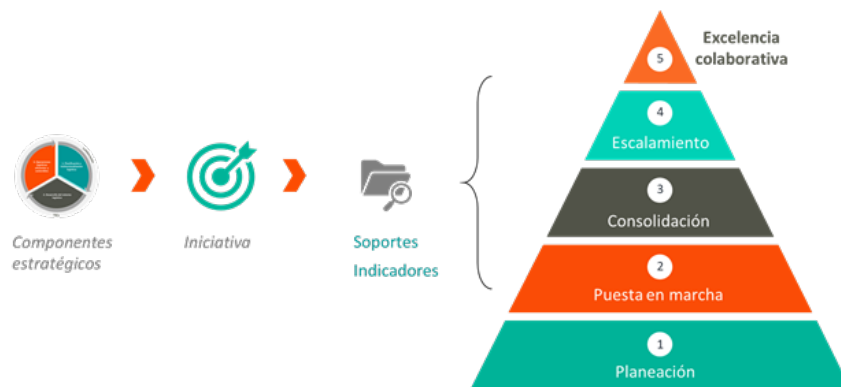 Componentes
estratégicos
Iniciativa
Soportes
Indicadores
5
Excelencia
colaborativa
4
Escalamiento
3
Consolidación
2
Puesta en marcha
1
Planeación